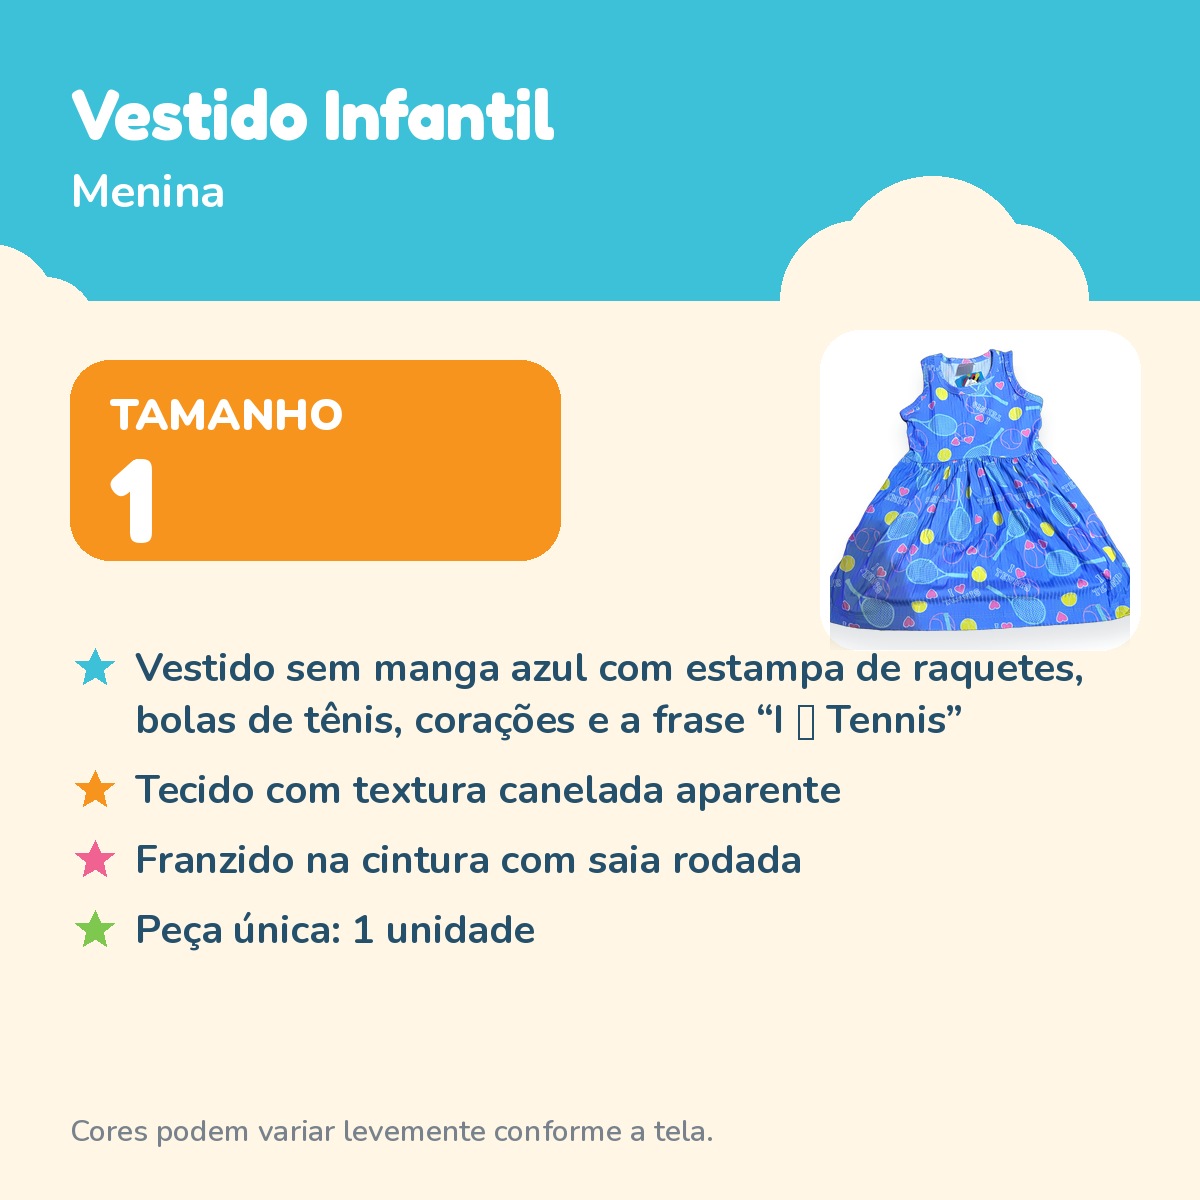 Vestido Infantil
Menina
TAMANHO
1
Vestido sem manga azul com estampa de raquetes,
bolas de tênis, corações e a frase “I ▯ Tennis”
Tecido com textura canelada aparente
Franzido na cintura com saia rodada
Peça única: 1 unidade
Cores podem variar levemente conforme a tela.